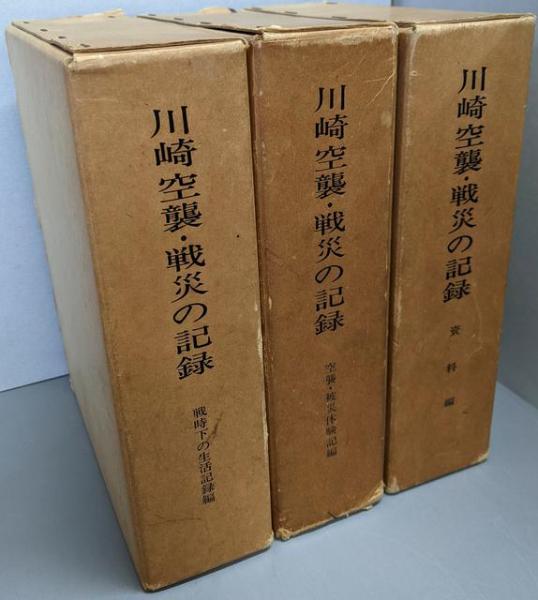 川崎空襲・戦災の記録
戦時下の生活記録編
川崎空襲・戦災の記録
空襲・被災体験記編
川崎空襲・戦災の記録
資料編